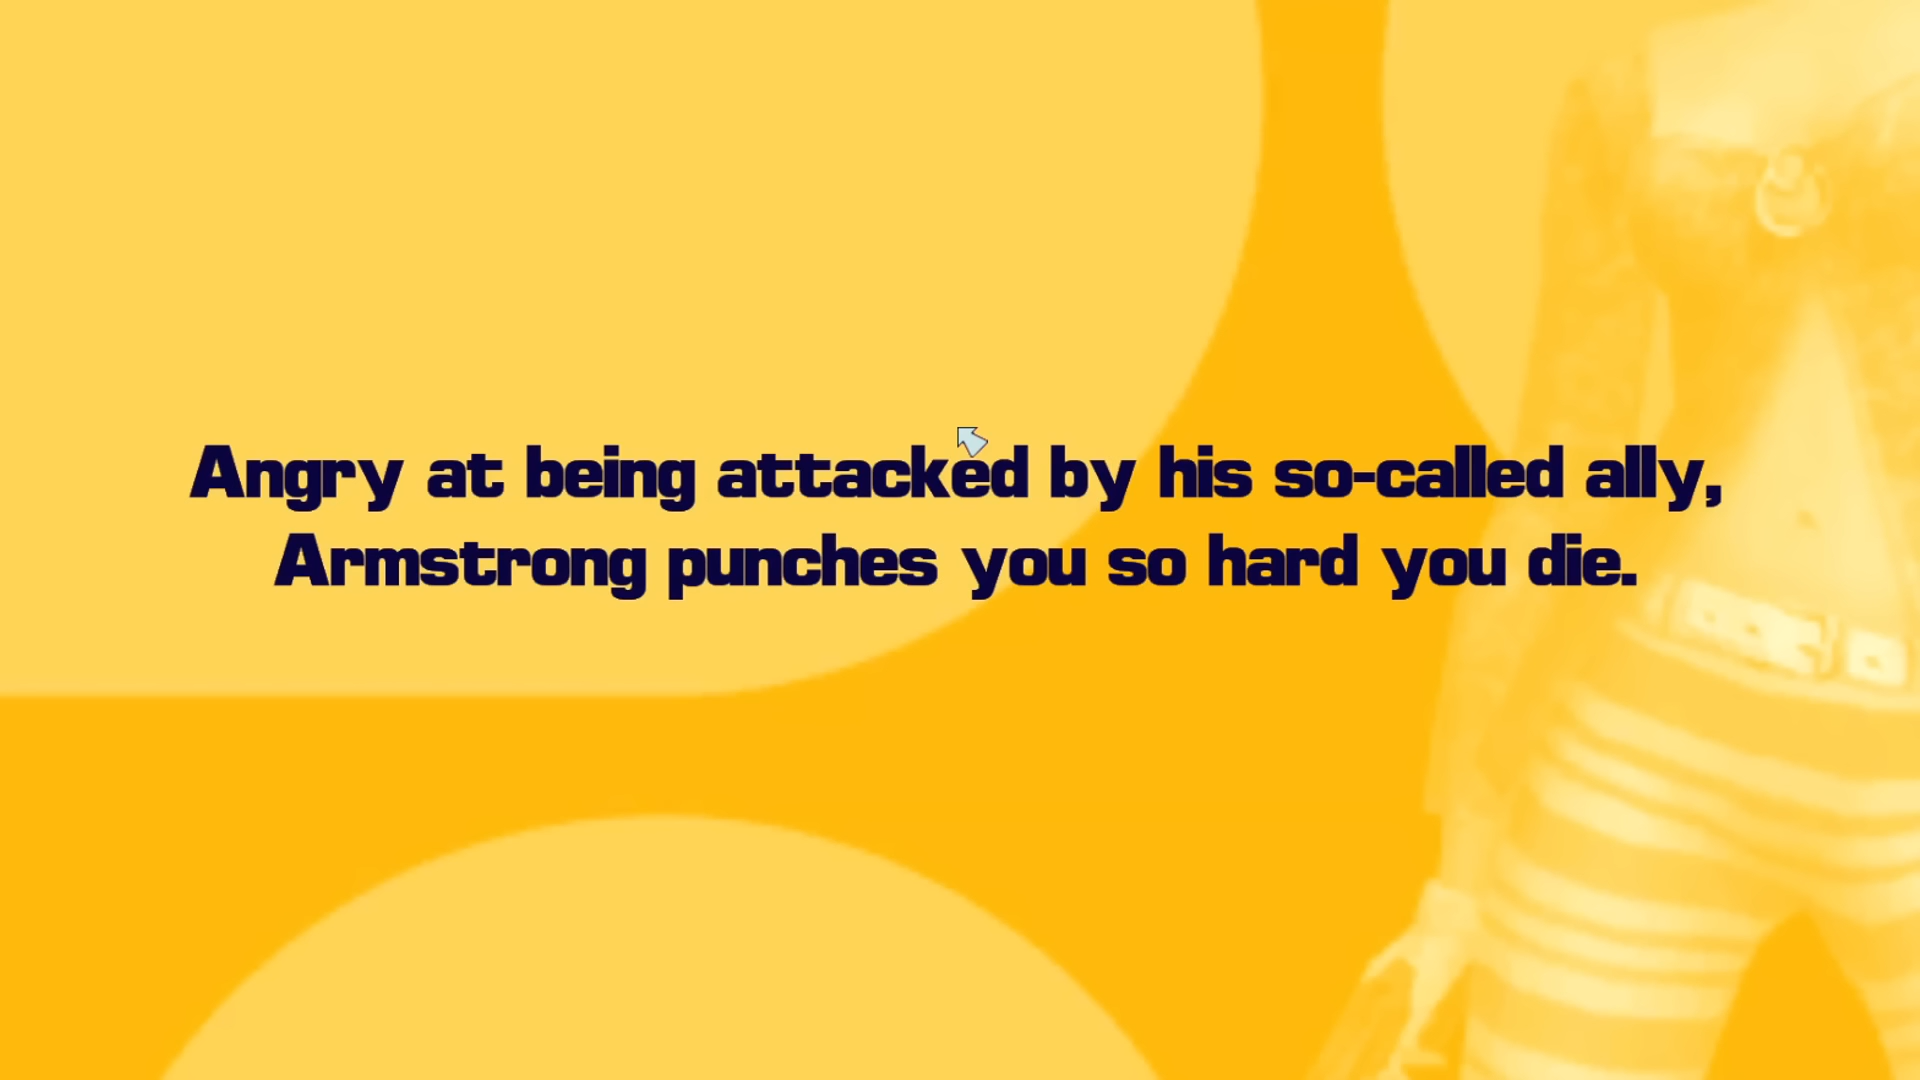 Angry at being attacked by his so-called ally,
Armstrong punches you so hard you die.